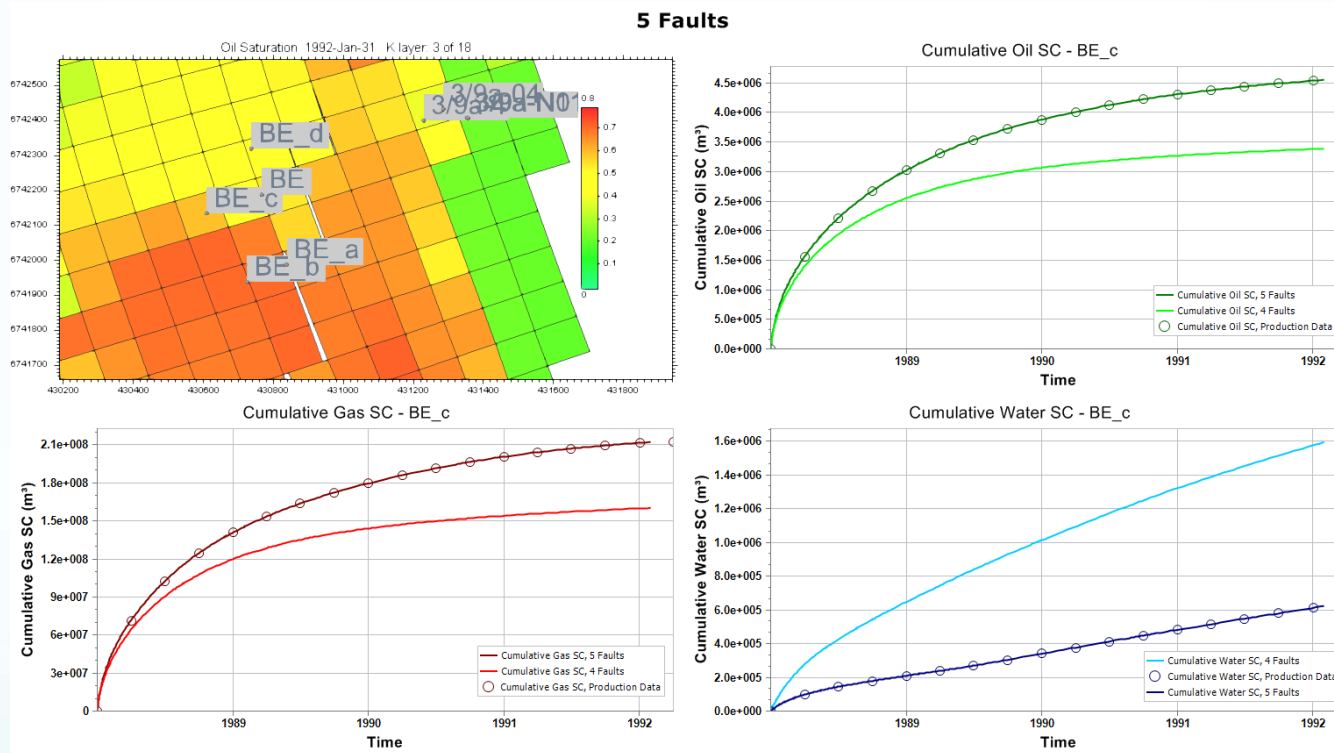 5 Faults
Oil Saturation 1992-Jan-31 K layer: 3 of 18
6742500
6742400
6742300
6742200
6742100
6742000
6741900
6741800
6741700
430200 430400 430600 430800 431000 431200 431400 431600 431800
BE_d
BE
BE_c
BE_a
BE_b
3/9a-04
0.8
0.7
0.6
0.5
0.4
0.3
0.2
0.1
0
Cumulative Oil SC - BE_c
Cumulative Oil SC (m³)
4.5e+006
4.0e+006
3.5e+006
3.0e+006
2.5e+006
2.0e+006
1.5e+006
1.0e+006
5.0e+005
0.0e+000
1989 1990 1991 1992
Time
Cumulative Oil SC, 5 Faults
Cumulative Oil SC, 4 Faults
Cumulative Oil SC, Production Data
Cumulative Gas SC - BE_c
Cumulative Gas SC (m³)
2.1e+008
1.8e+008
1.5e+008
1.2e+008
9e+007
6e+007
3e+007
0
1989 1990 1991 1992
Time
Cumulative Gas SC, 5 Faults
Cumulative Gas SC, 4 Faults
Cumulative Gas SC, Production Data
Cumulative Water SC - BE_c
Cumulative Water SC (m³)
1.6e+006
1.4e+006
1.2e+006
1.0e+006
8.0e+005
6.0e+005
4.0e+005
2.0e+005
0.0e+000
1989 1990 1991 1992
Time
Cumulative Water SC, 4 Faults
Cumulative Water SC, Production Data
Cumulative Water SC, 5 Faults